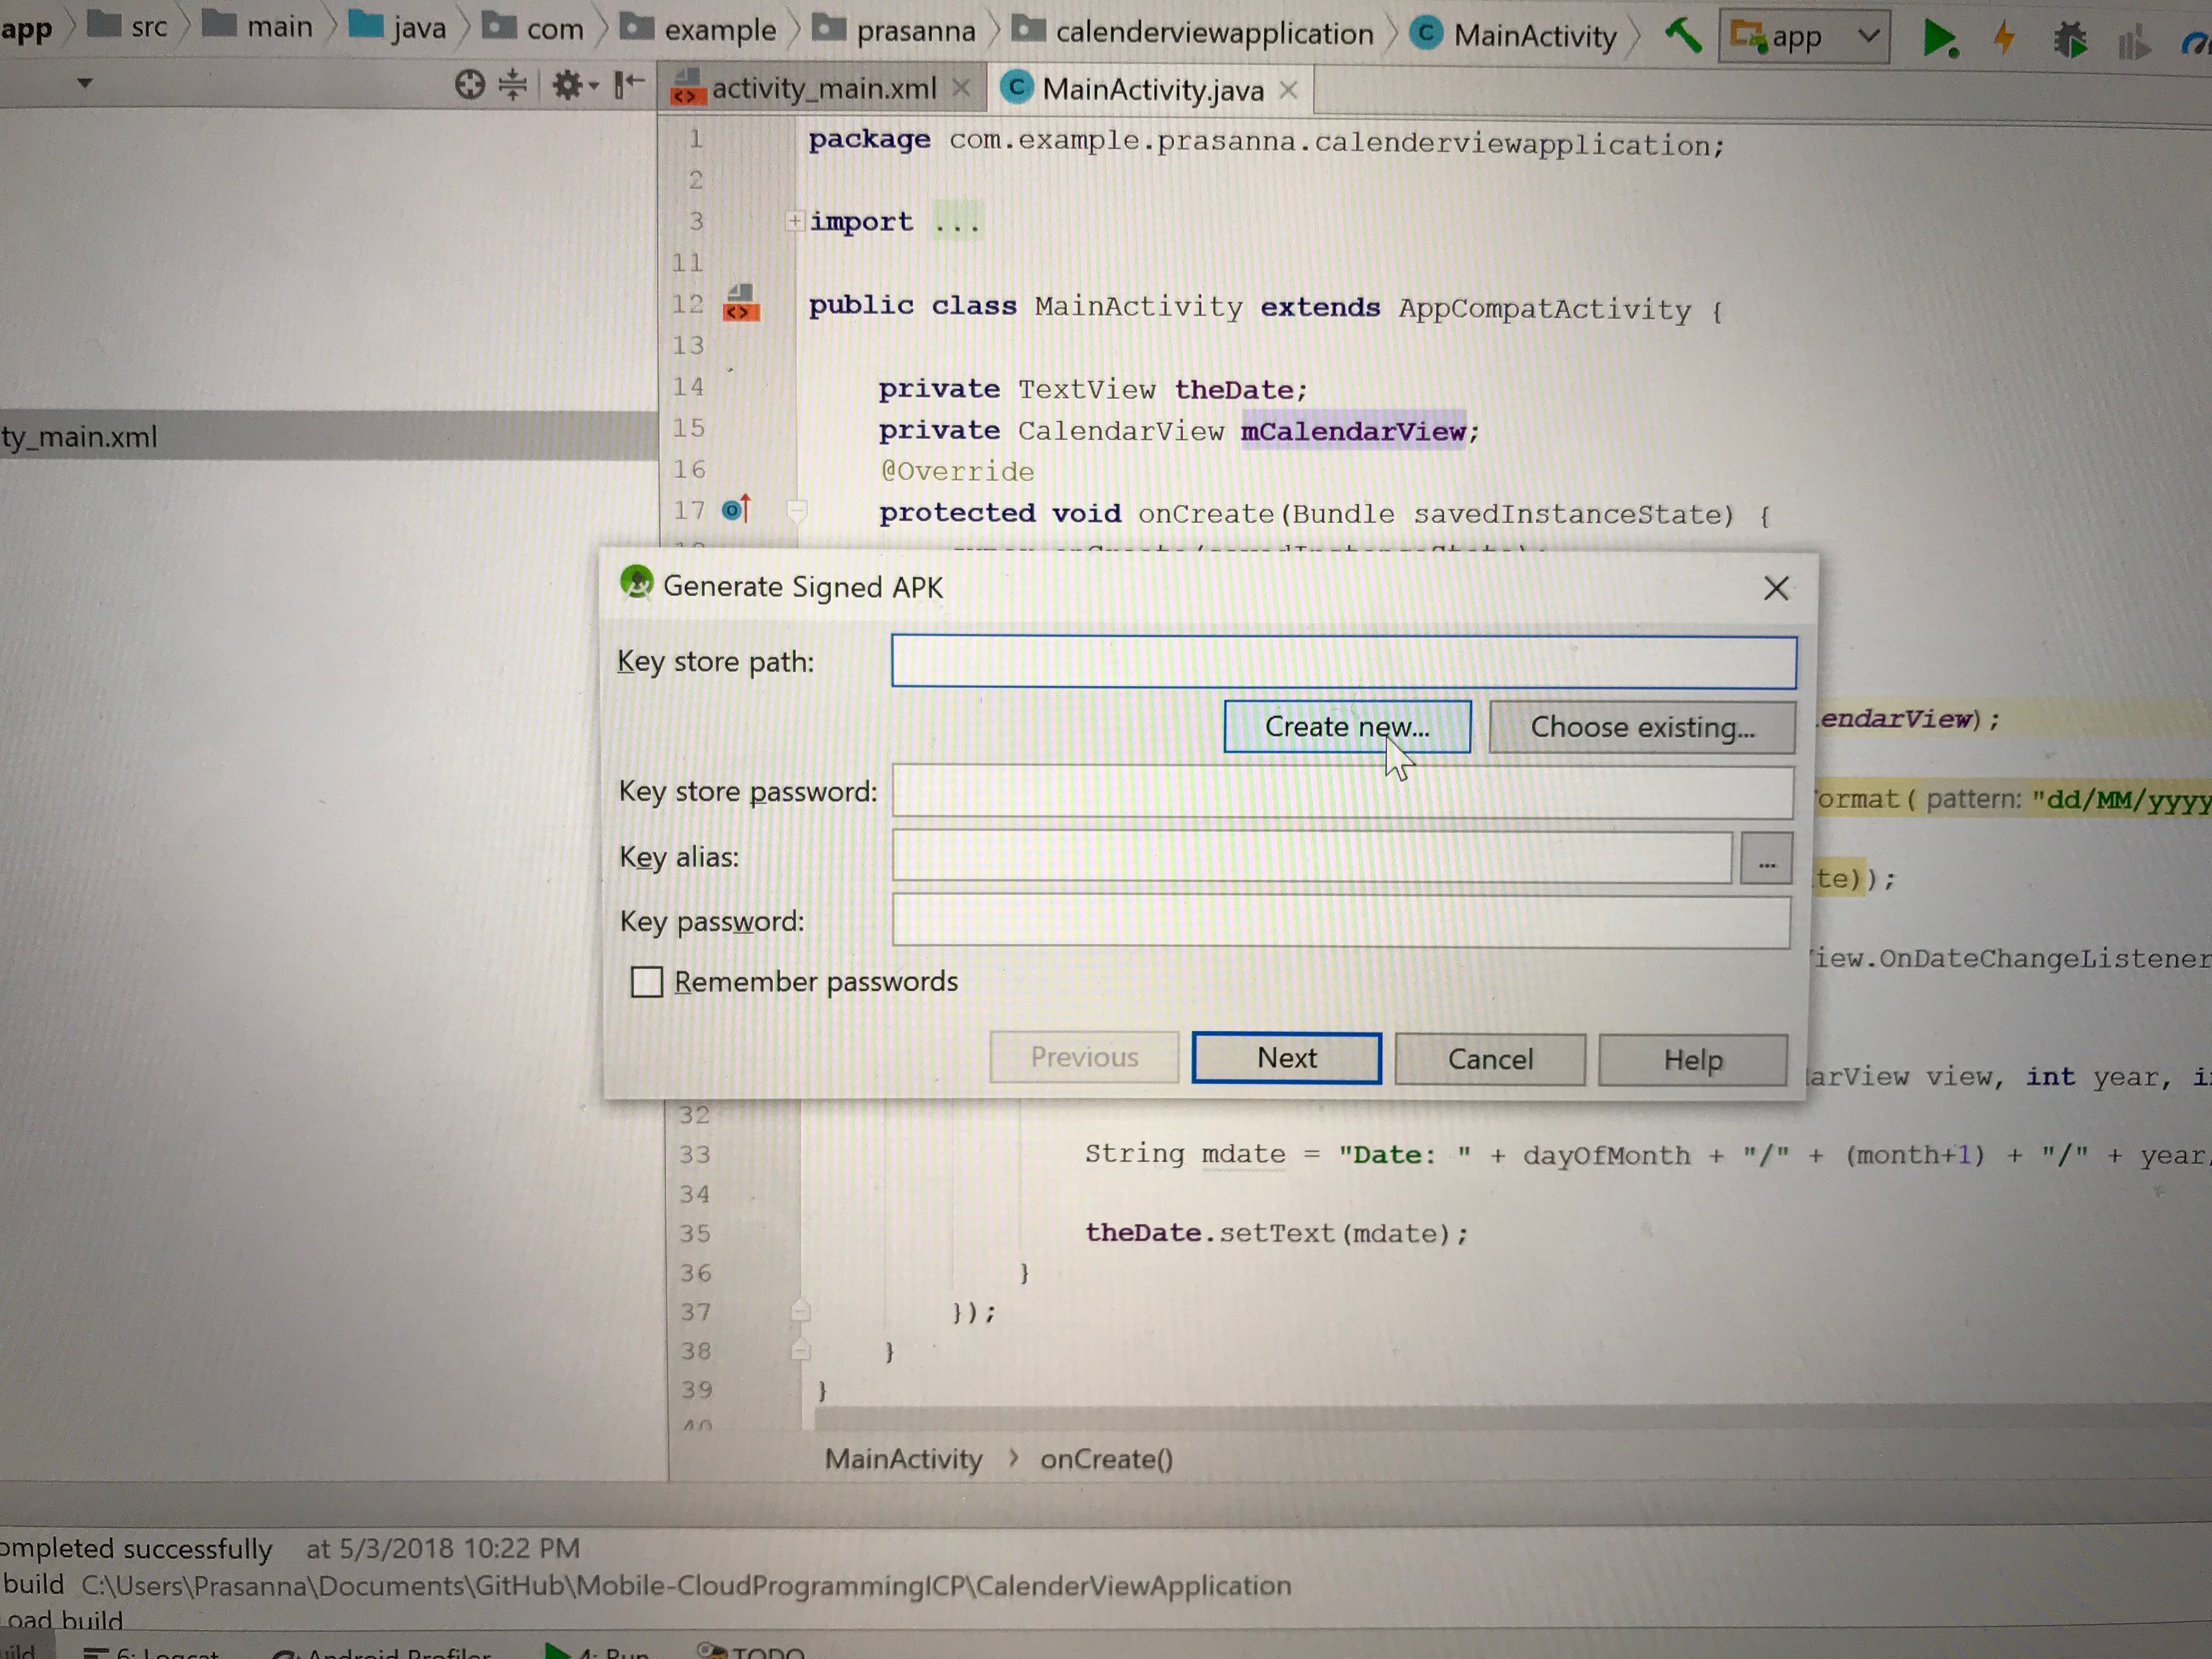 app src main java com example prasanna calenderviewapplication MainActivity app
activity_main.xml MainActivity.java
1 package com.example.prasanna.calenderviewapplication;
2
3 import ...
11
12 public class MainActivity extends AppCompatActivity {
13
14 private TextView theDate;
15 private CalendarView mCalendarView;
ty_main.xml
16 @Override
17 protected void onCreate(Bundle savedInstanceState) {
Generate Signed APK
Key store path:
Create new... Choose existing...
endarView);
Key store password:
ormat( pattern: "dd/MM/yyyy
Key alias: ...
te));
Key password:
iew.OnDateChangeListener
Remember passwords
Previous Next Cancel Help
arView view, int year, i
32
33 String mdate = "Date: " + dayOfMonth + "/" + (month+1) + "/" + year
34
35 theDate.setText(mdate);
36 }
37 });
38 }
39 }
40
MainActivity › onCreate()
ompleted successfully at 5/3/2018 10:22 PM
build C:\Users\Prasanna\Documents\GitHub\Mobile-CloudProgrammingICP\CalenderViewApplication
oad build
6: Logcat Android Profiler 4: Run TODO